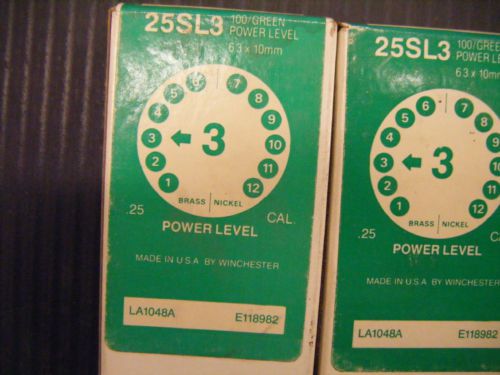 25SL3 100/GREEN
POWER LEVEL
6.3 x 10mm
1 2 3 4 5 6 7 8 9 10 11 12
3
BRASS NICKEL
.25 CAL.
POWER LEVEL
MADE IN U.S.A BY WINCHESTER
LA1048A E118982
25SL3 100/GREEN
POWER LEVE
6.3 x 10mm
1 2 3 4 5 6 7 8 9 10 11 12
3
BRASS NICKEL
.25 CA
POWER LEVEL
MADE IN U.S.A. BY WINCHESTER
LA1048A E118982